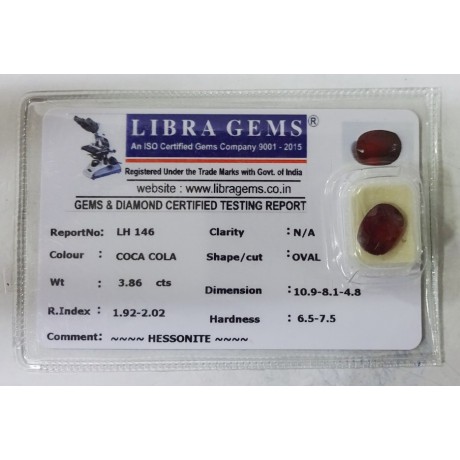 LIBRA GEMS ®
An ISO Certified Gems Company 9001 - 2015
Registered Under the Trade Marks with Govt. of India
website : www.libragems.co.in
GEMS & DIAMOND CERTIFIED TESTING REPORT
ReportNo: LH 146 Clarity : N/A
Colour : COCA COLA Shape/cut : OVAL
Wt : 3.86 cts
Dimension : 10.9-8.1-4.8
R.Index : 1.92-2.02
Hardness : 6.5-7.5
Comment: ~~~~ HESSONITE ~~~~